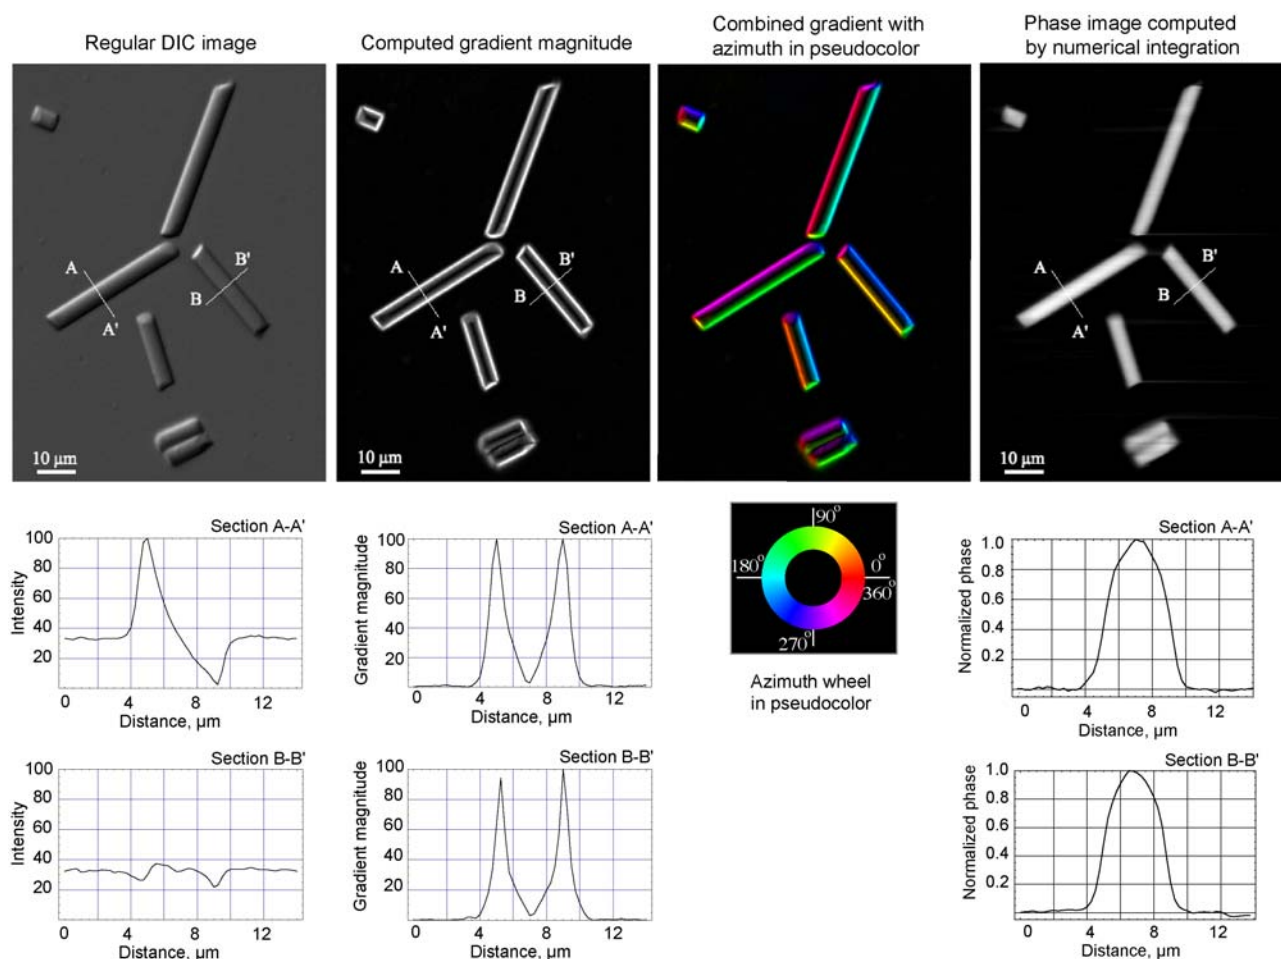 Regular DIC image
Computed gradient magnitude
Combined gradient with
azimuth in pseudocolor
Phase image computed
by numerical integration
A
A'
B
B'
10 µm
A
A'
B
B'
10 µm
10 µm
A
A'
B
B'
10 µm
Section A-A'
Intensity
100
80
60
40
20
0 4 8 12
Distance, µm
Section A-A'
Gradient magnitude
100
80
60
40
20
0 4 8 12
Distance, µm
90°
180°
0°
360°
270°
Azimuth wheel
in pseudocolor
Section A-A'
Normalized phase
1.0
0.8
0.6
0.4
0.2
0 4 8 12
Distance, µm
Section B-B'
Intensity
100
80
60
40
20
0 4 8 12
Distance, µm
Section B-B'
Gradient magnitude
100
80
60
40
20
0 4 8 12
Distance, µm
Section B-B'
Normalized phase
1.0
0.8
0.6
0.4
0.2
0 4 8 12
Distance, µm